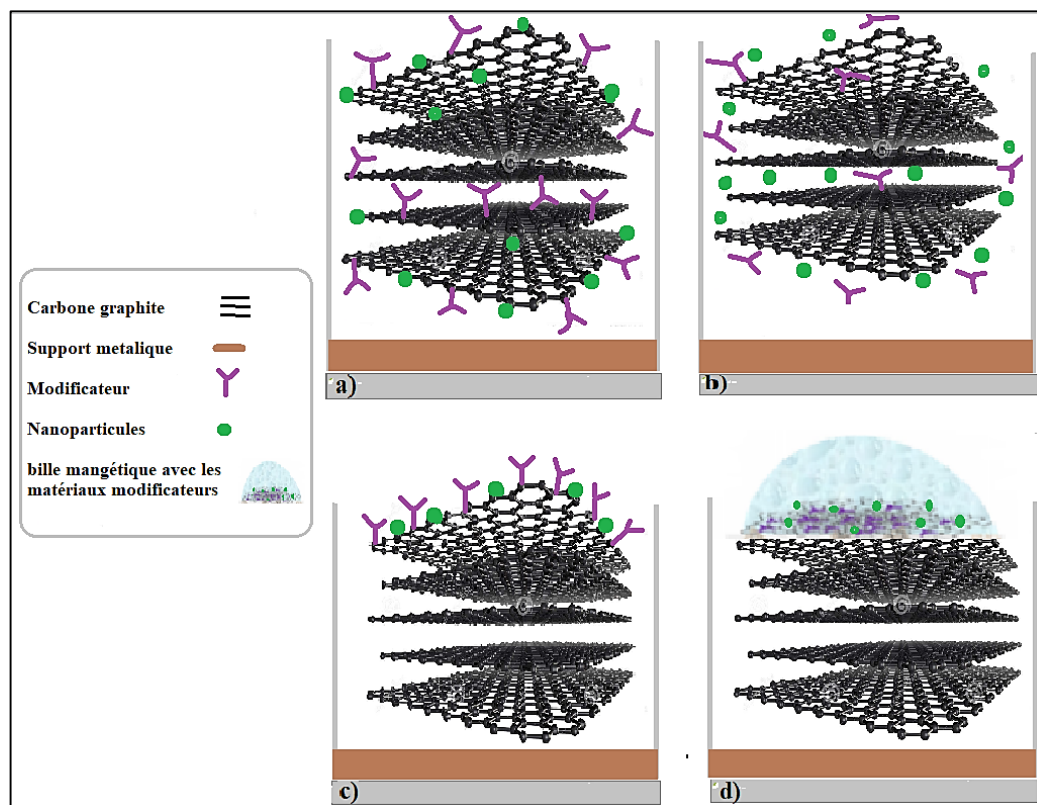 a)
b)
Carbone graphite
Support metalique
Modificateur
Nanoparticules
bille mangétique avec les
matériaux modificateurs
c)
d)